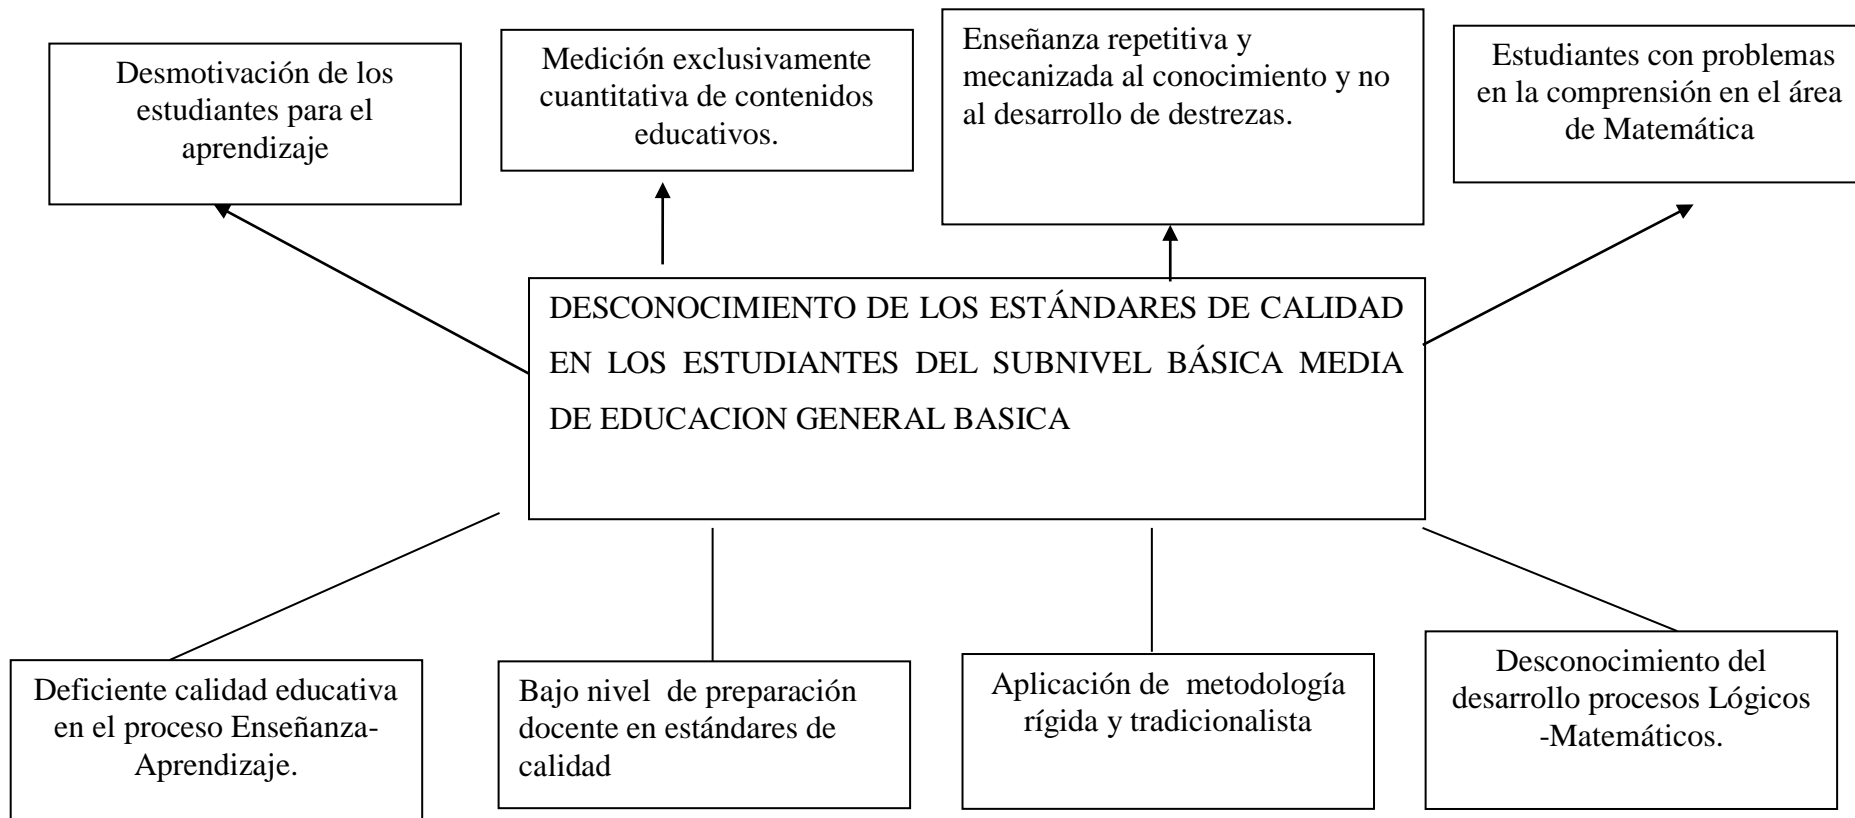 Desmotivación de los
estudiantes para el
aprendizaje
Medición exclusivamente
cuantitativa de contenidos
educativos.
Enseñanza repetitiva y
mecanizada al conocimiento y no
al desarrollo de destrezas.
Estudiantes con problemas
en la comprensión en el área
de Matemática
DESCONOCIMIENTO DE LOS ESTÁNDARES DE CALIDAD
EN LOS ESTUDIANTES DEL SUBNIVEL BÁSICA MEDIA
DE EDUCACION GENERAL BASICA
Deficiente calidad educativa
en el proceso Enseñanza-
Aprendizaje.
Bajo nivel de preparación
docente en estándares de
calidad
Aplicación de metodología
rígida y tradicionalista
Desconocimiento del
desarrollo procesos Lógicos
-Matemáticos.